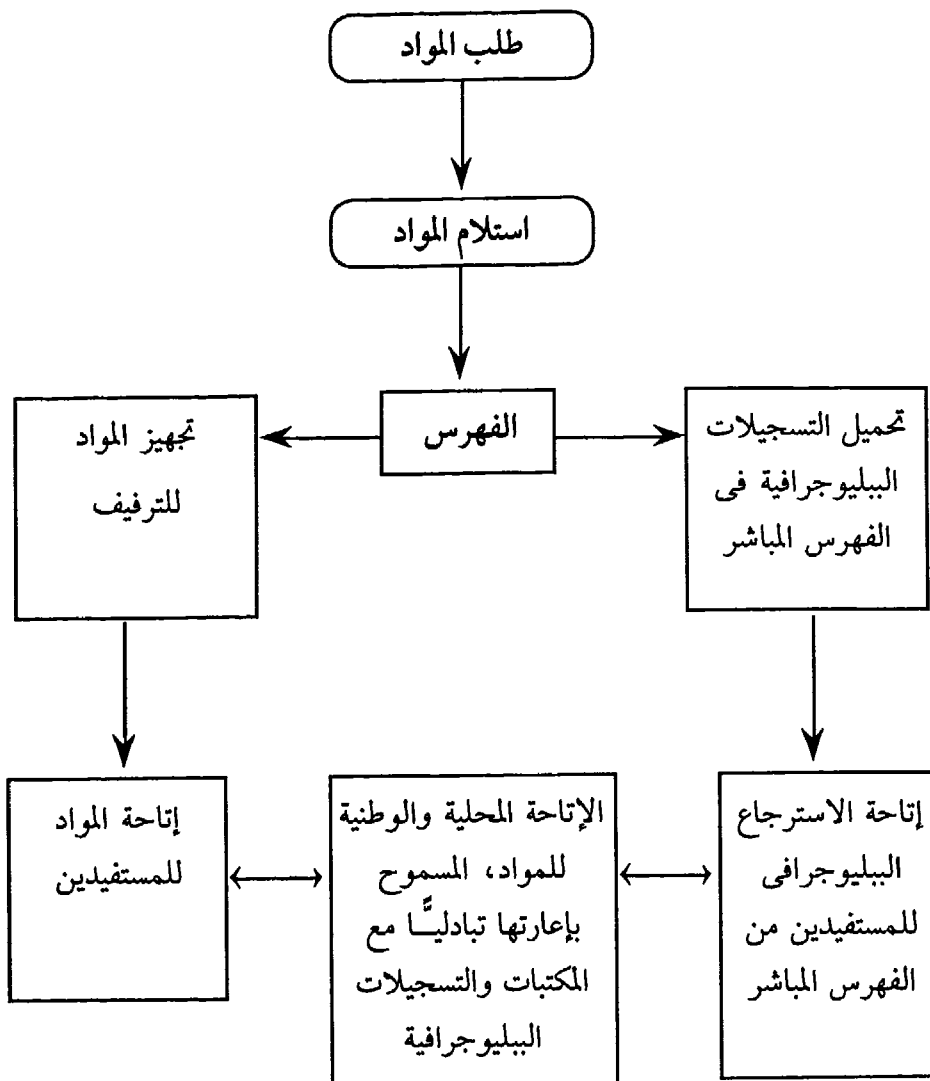 طلب المواد
استلام المواد
الفهرس
تحميل التسجيلات
الببليوجرافية فى
الفهرس المباشر
تجهيز المواد
للترفيف
إتاحة الاسترجاع
الببليوجرافى
للمستفيدين من
الفهرس المباشر
الإتاحة المحلية والوطنية
للمواد، المسموح
بإعارتها تبادليًّا مع
المكتبات والتسجيلات
الببليوجرافية
إتاحة المواد
للمستفيدين